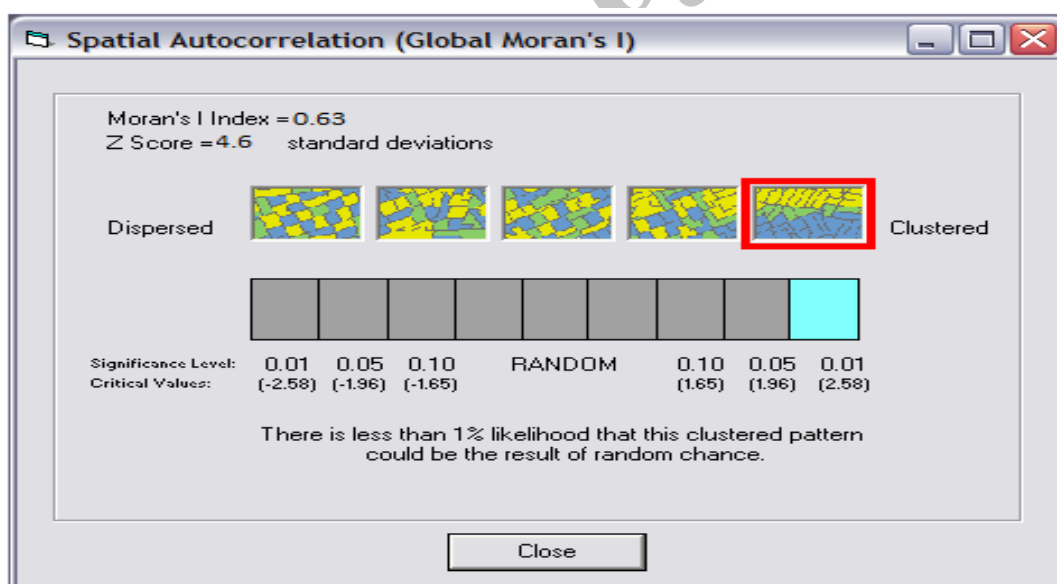 Spatial Autocorrelation (Global Moran's I)
Moran's I Index = 0.63
Z Score = 4.6 standard deviations
Dispersed
Clustered
Significance Level: 0.01 0.05 0.10 RANDOM 0.10 0.05 0.01
Critical Values: (-2.58) (-1.96) (-1.65) (1.65) (1.96) (2.58)
There is less than 1% likelihood that this clustered pattern
could be the result of random chance.
Close